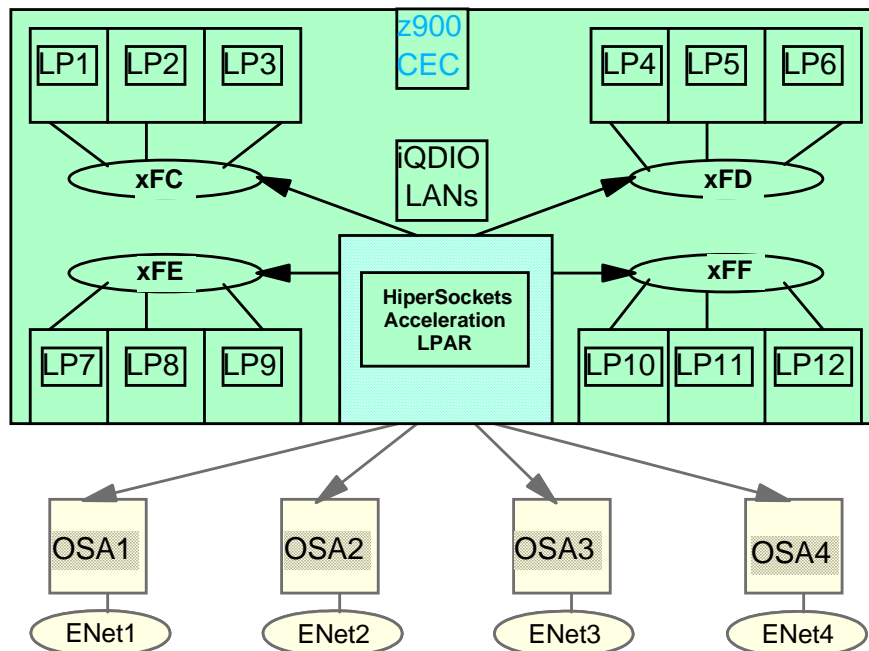 z900
CEC
LP1 LP2 LP3
LP4 LP5 LP6
xFC
iQDIO
LANs
xFD
xFE
xFF
HiperSockets
Acceleration
LPAR
LP7 LP8 LP9
LP10 LP11 LP12
OSA1 OSA2 OSA3 OSA4
ENet1 ENet2 ENet3 ENet4